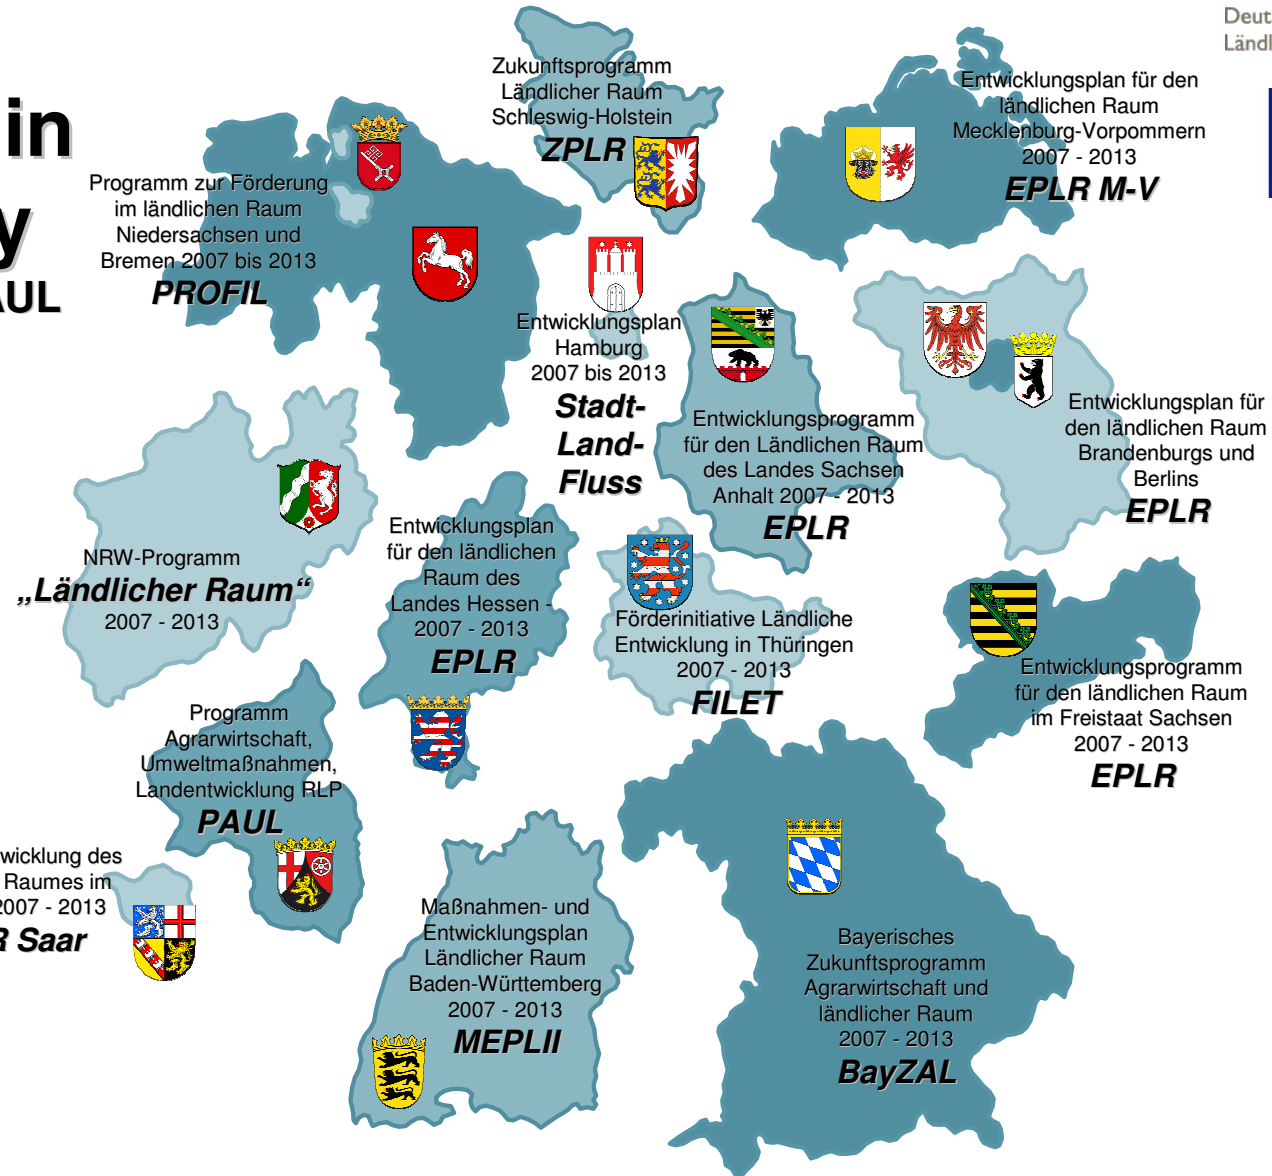 in
y
AUL
Deut
Ländl
Zukunftsprogramm
Ländlicher Raum
Schleswig-Holstein
ZPLR
Entwicklungsplan für den
ländlichen Raum
Mecklenburg-Vorpommern
2007 - 2013
EPLR M-V
Programm zur Förderung
im ländlichen Raum
Niedersachsen und
Bremen 2007 bis 2013
PROFIL
Entwicklungsplan
Hamburg
2007 bis 2013
Stadt-
Land-
Fluss
Entwicklungsprogramm
für den Ländlichen Raum
des Landes Sachsen
Anhalt 2007 - 2013
EPLR
Entwicklungsplan für
den ländlichen Raum
Brandenburgs und
Berlins
EPLR
NRW-Programm
„Ländlicher Raum“
2007 - 2013
Entwicklungsplan
für den ländlichen
Raum des
Landes Hessen -
2007 - 2013
EPLR
Förderinitiative Ländliche
Entwicklung in Thüringen
2007 - 2013
FILET
Entwicklungsprogramm
für den ländlichen Raum
im Freistaat Sachsen
2007 - 2013
EPLR
Programm
Agrarwirtschaft,
Umweltmaßnahmen,
Landentwicklung RLP
PAUL
wicklung des
Raumes im
2007 - 2013
R Saar
Maßnahmen- und
Entwicklungsplan
Ländlicher Raum
Baden-Württemberg
2007 - 2013
MEPLII
Bayerisches
Zukunftsprogramm
Agrarwirtschaft und
ländlicher Raum
2007 - 2013
BayZAL